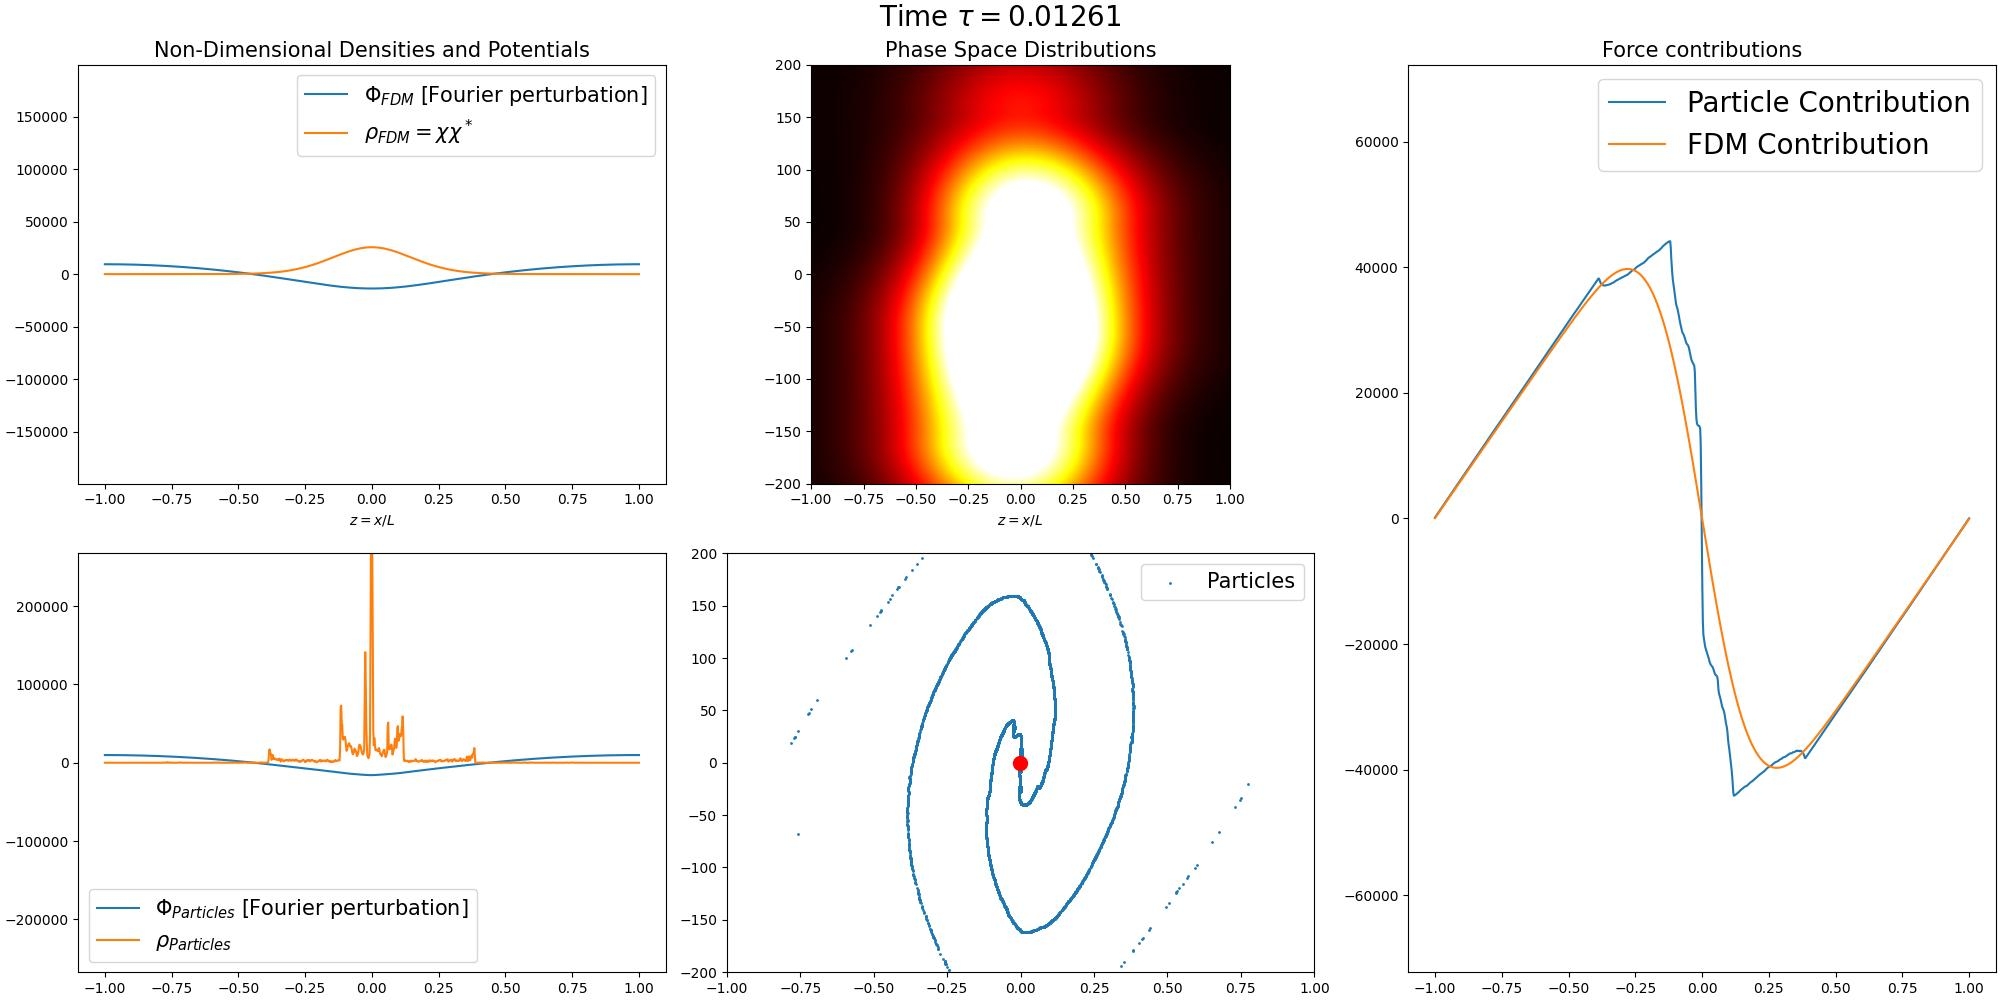 Time τ = 0.01261
Non-Dimensional Densities and Potentials
Φ_FDM [Fourier perturbation]
ρ_FDM = χχ*
150000
100000
50000
0
−50000
−100000
−150000
−1.00 −0.75 −0.50 −0.25 0.00 0.25 0.50 0.75 1.00
z = x/L
Phase Space Distributions
200
150
100
50
0
−50
−100
−150
−200
−1.00 −0.75 −0.50 −0.25 0.00 0.25 0.50 0.75 1.00
z = x/L
Force contributions
Particle Contribution
FDM Contribution
60000
40000
20000
0
−20000
−40000
−60000
−1.00 −0.75 −0.50 −0.25 0.00 0.25 0.50 0.75 1.00
200000
100000
0
−100000
−200000
Φ_Particles [Fourier perturbation]
ρ_Particles
−1.00 −0.75 −0.50 −0.25 0.00 0.25 0.50 0.75 1.00
Particles
200
150
100
50
0
−50
−100
−150
−200
−1.00 −0.75 −0.50 −0.25 0.00 0.25 0.50 0.75 1.00